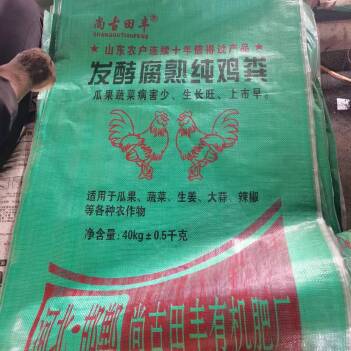 尚古田丰
SHANGGUTIANFENG
★山东农户连续十年值得过产品
发酵腐熟纯鸡粪
瓜果蔬菜病害少、生长旺、上市早。
适用于瓜果、蔬菜、生姜、大蒜、辣椒
等各种农作物
净含量:40kg±0.5千克
河北·邯郸 尚古田丰有机肥厂